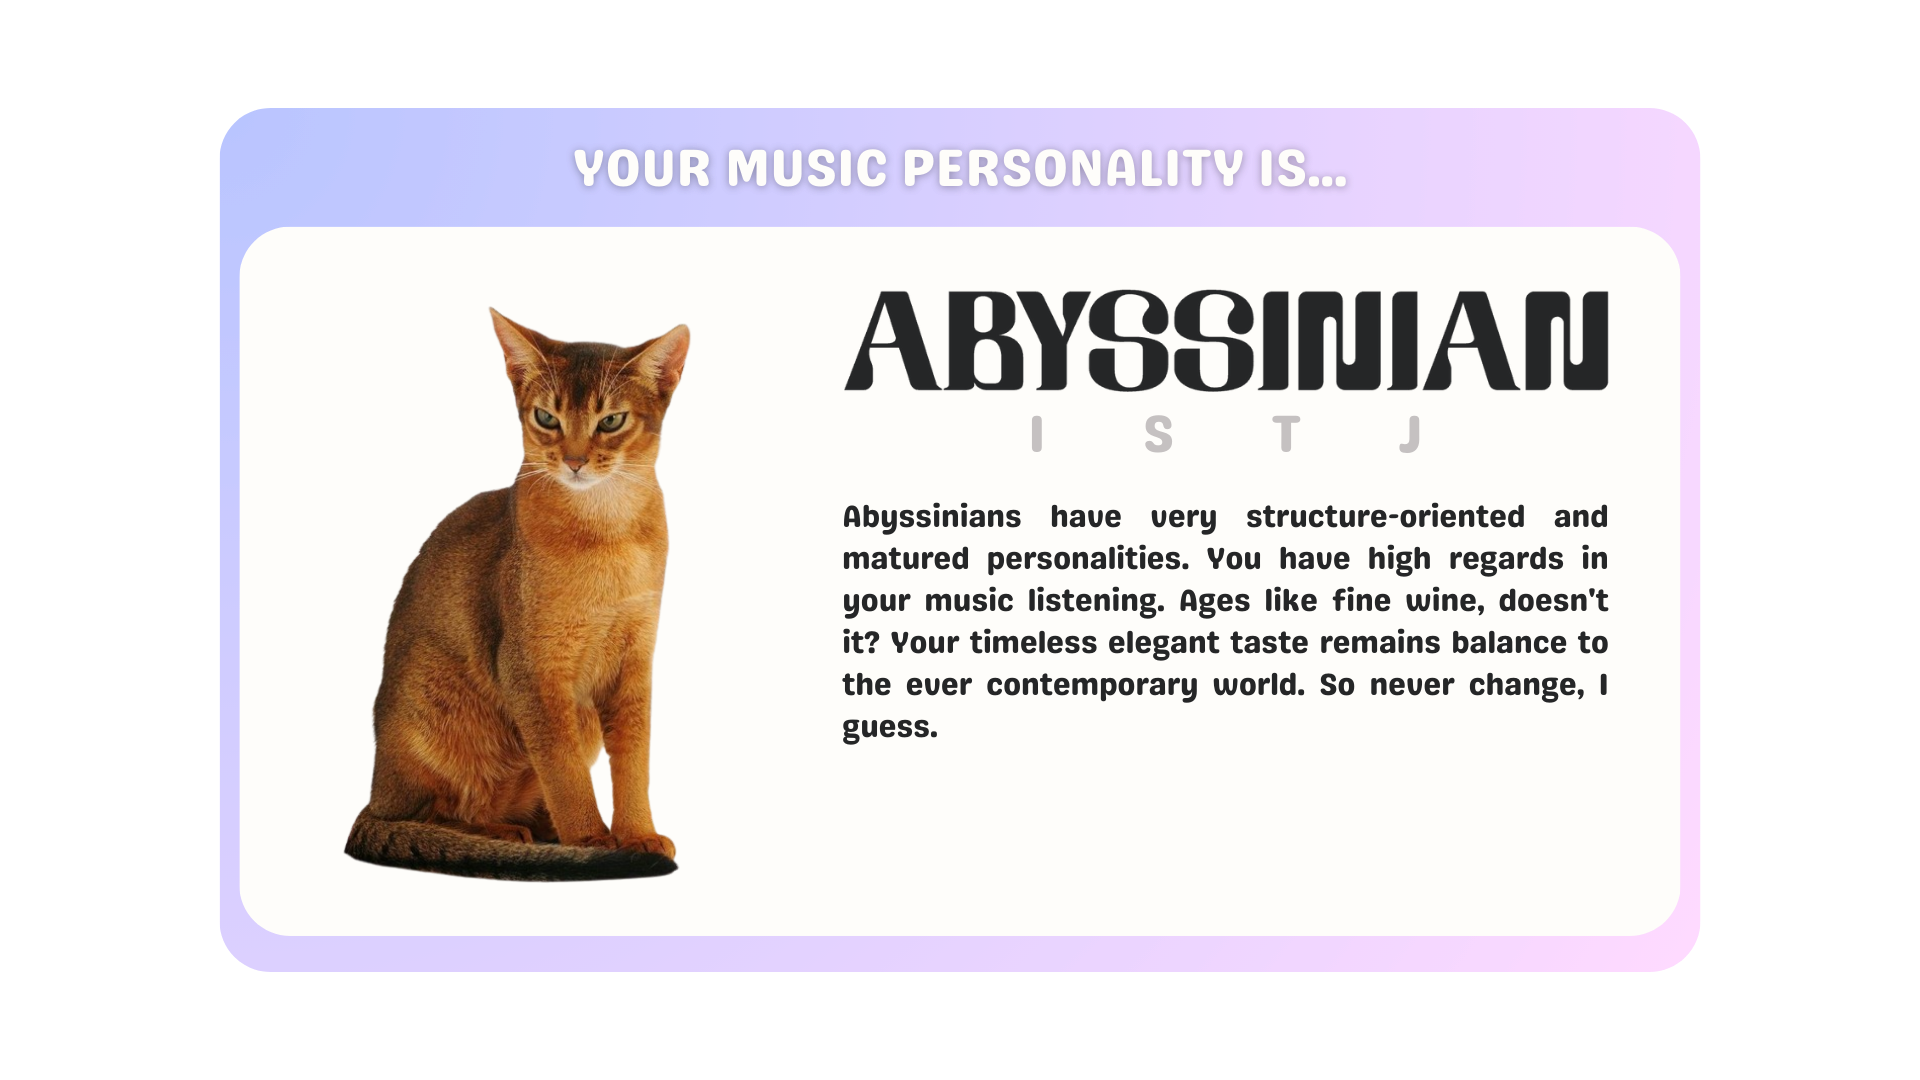 YOUR MUSIC PERSONALITY IS...
ABYSSINIAN
I S T J
Abyssinians have very structure-oriented and
matured personalities. You have high regards in
your music listening. Ages like fine wine, doesn't
it? Your timeless elegant taste remains balance to
the ever contemporary world. So never change, I
guess.